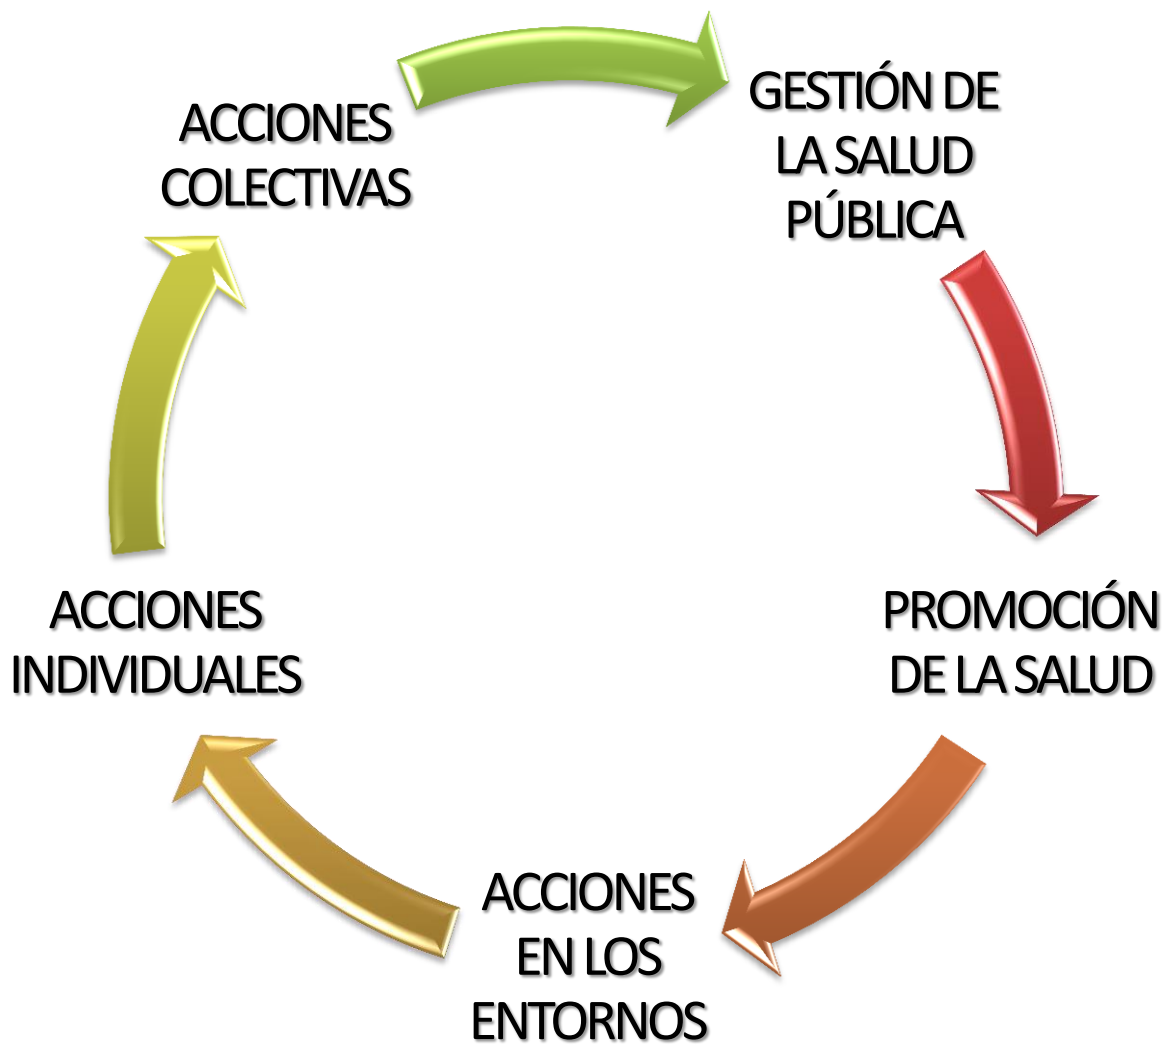 ACCIONES
COLECTIVAS
GESTIÓN DE
LA SALUD
PÚBLICA
PROMOCIÓN
DE LA SALUD
ACCIONES
EN LOS
ENTORNOS
ACCIONES
INDIVIDUALES